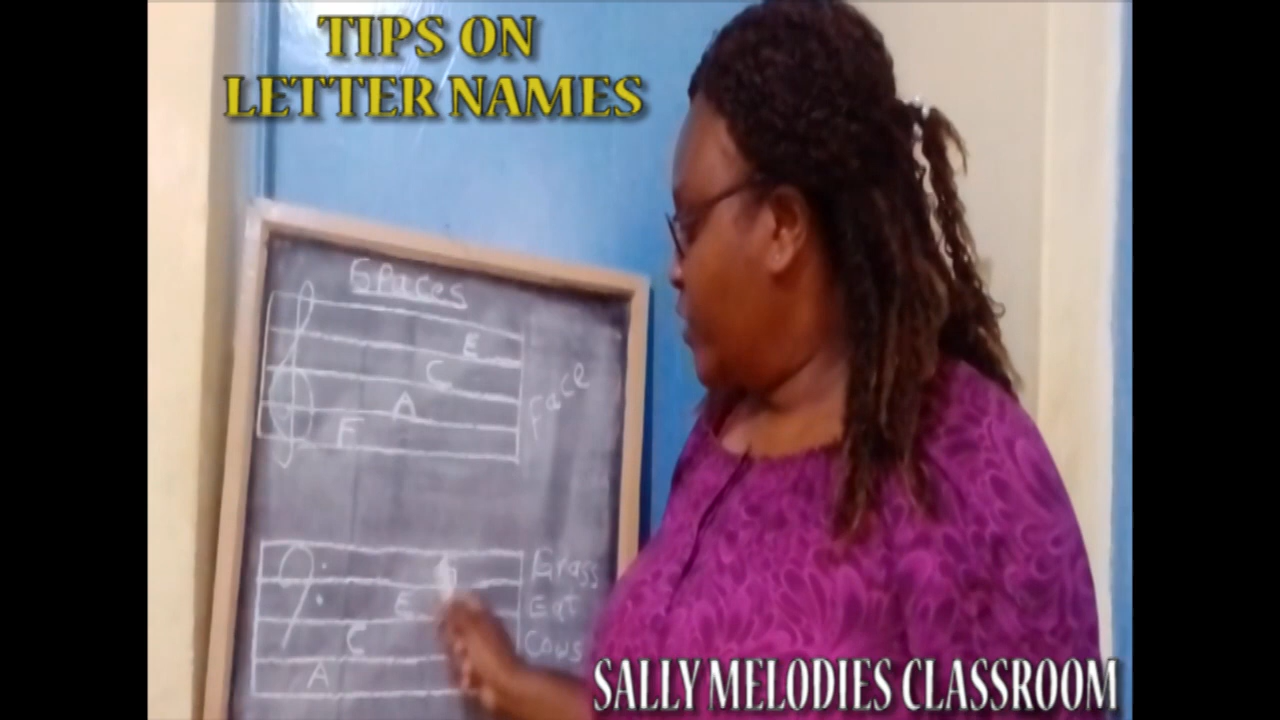 TIPS ON
LETTER NAMES
Spaces
E
C
A
F
Face
Grass
Eat
Cows
E
C
A
SALLY MELODIES CLASSROOM